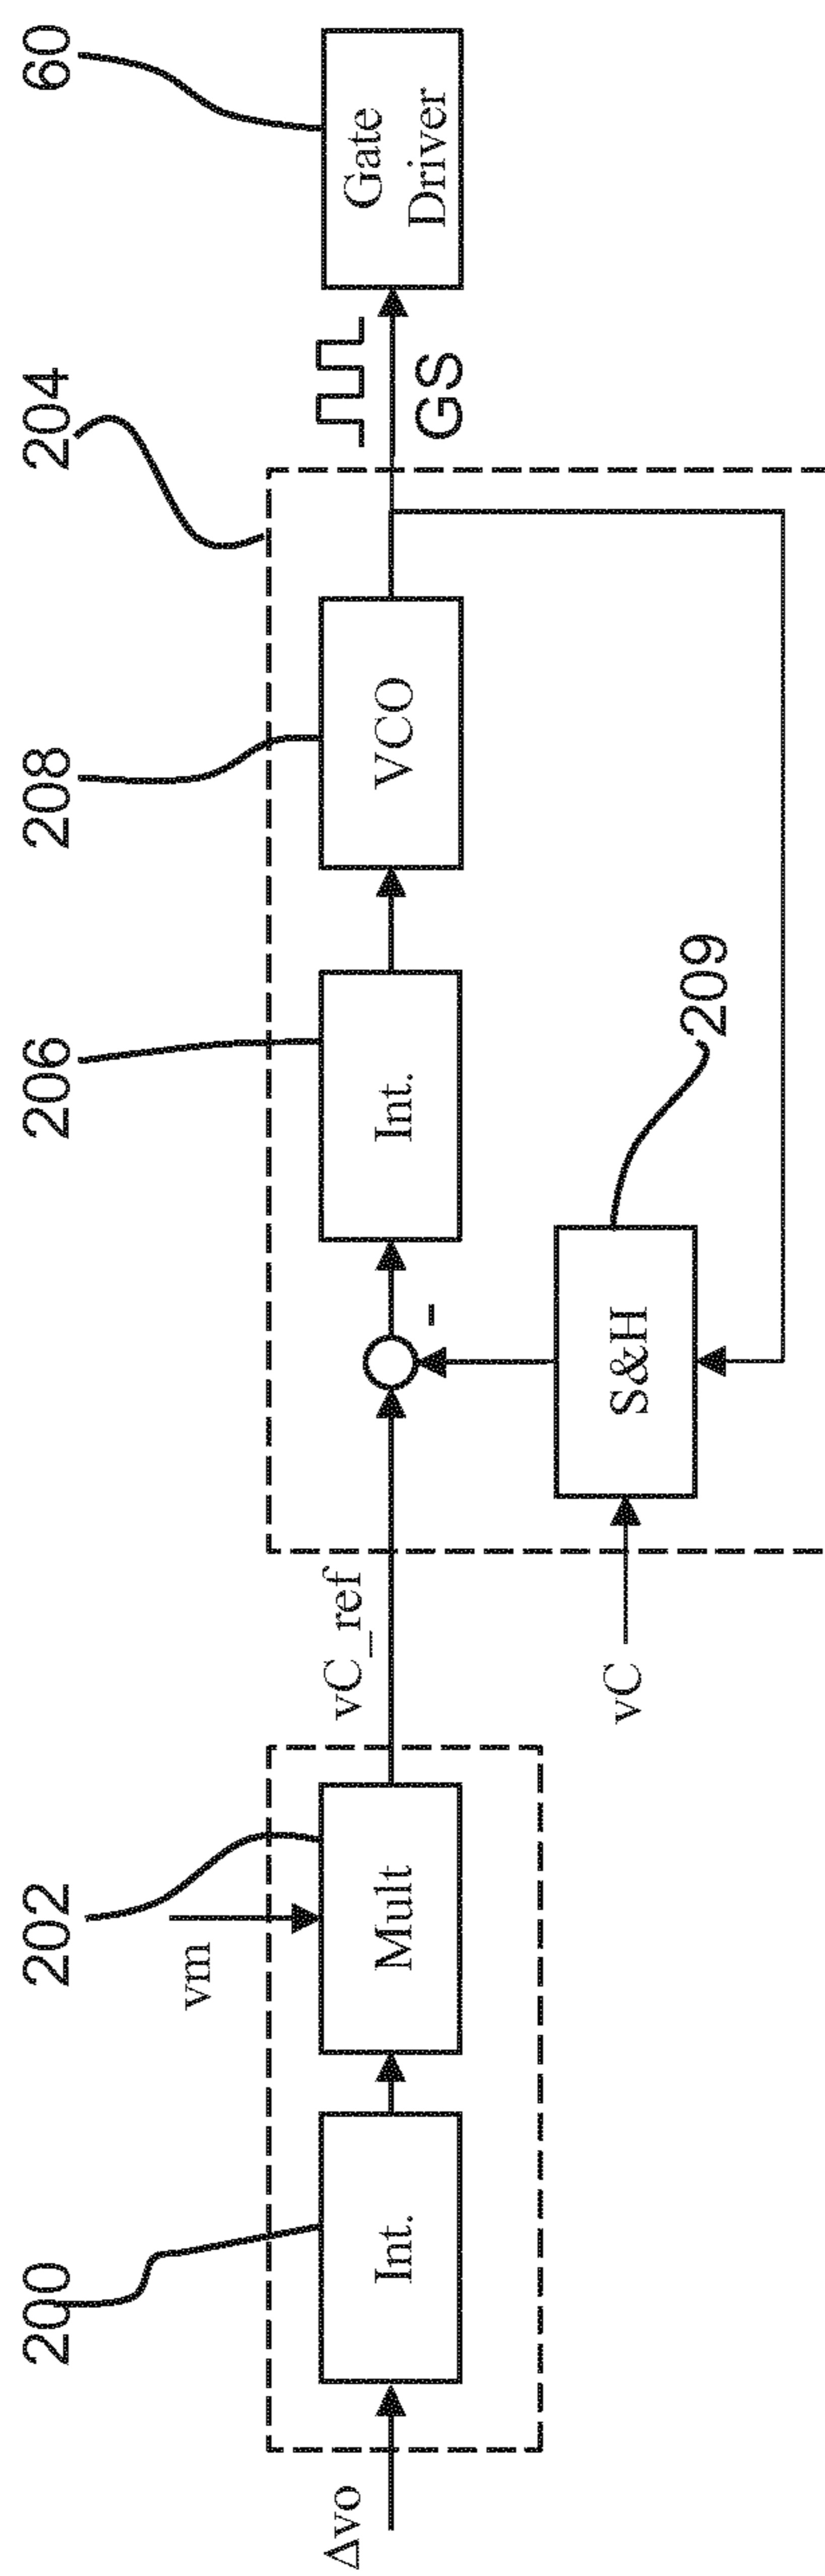 200
202
206
208
204
60
vm
Δvo
Int.
Mult
vC_ref
-
Int.
VCO
GS
Gate
Driver
vC
S&H
209